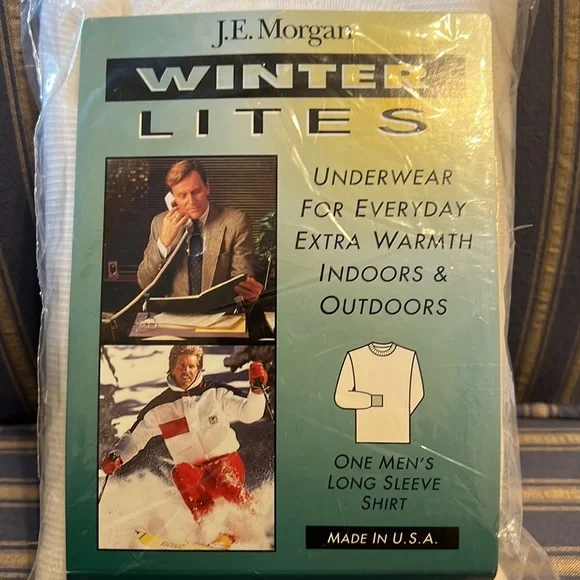 J.E. Morgan
WINTER
LITES
UNDERWEAR
FOR EVERYDAY
EXTRA WARMTH
INDOORS &
OUTDOORS
ONE MEN'S
LONG SLEEVE
SHIRT
MADE IN U.S.A.